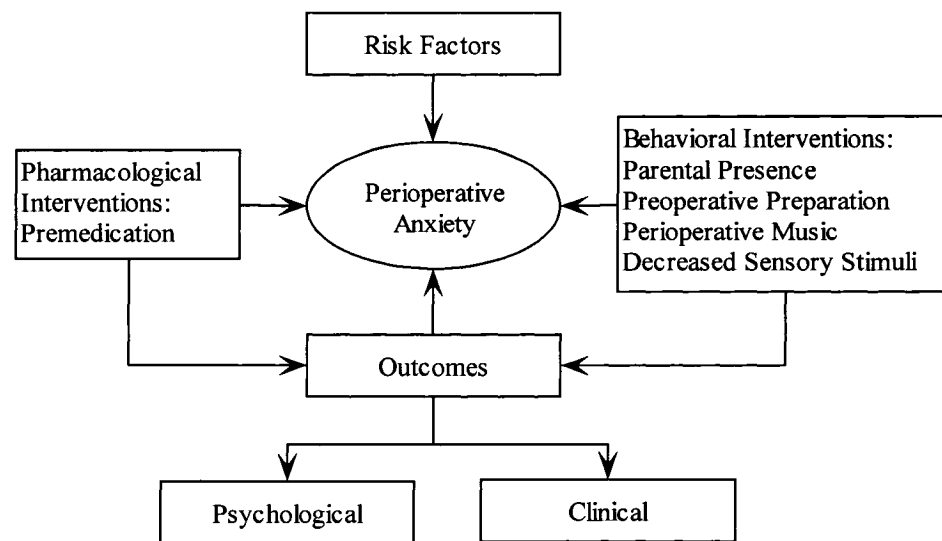 Risk Factors
Pharmacological
Interventions:
Premedication
Perioperative
Anxiety
Behavioral Interventions:
Parental Presence
Preoperative Preparation
Perioperative Music
Decreased Sensory Stimuli
Outcomes
Psychological
Clinical